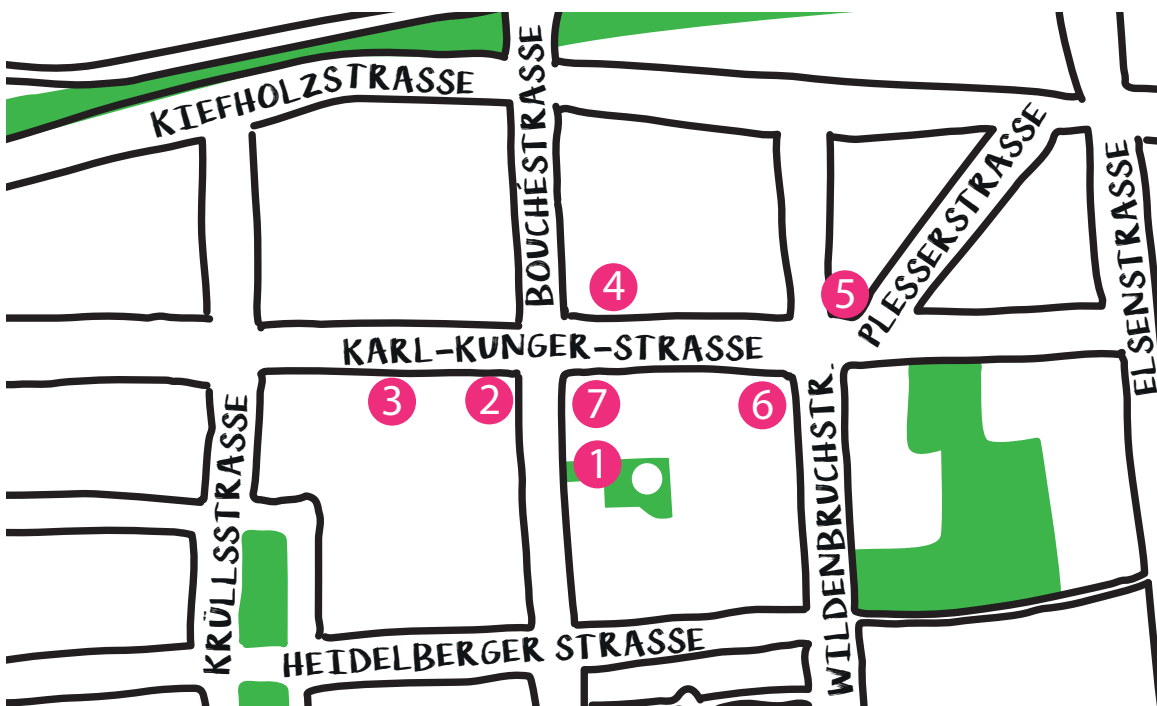 KIEFHOLZSTRASSE
BOUCHÉSTRASSE
PLESSERSTRASSE
ELSENSTRASSE
4
5
KARL-KUNGER-STRASSE
3
2
7
6
1
KRÜLLSSTRASSE
WILDENBRUCHSTR.
HEIDELBERGER STRASSE